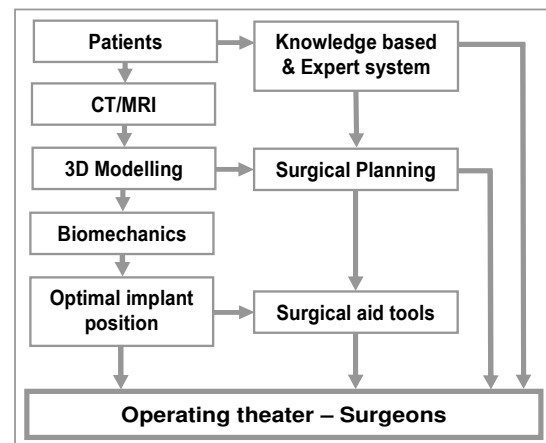 Patients
Knowledge based
& Expert system
CT/MRI
3D Modelling
Surgical Planning
Biomechanics
Optimal implant
position
Surgical aid tools
Operating theater – Surgeons